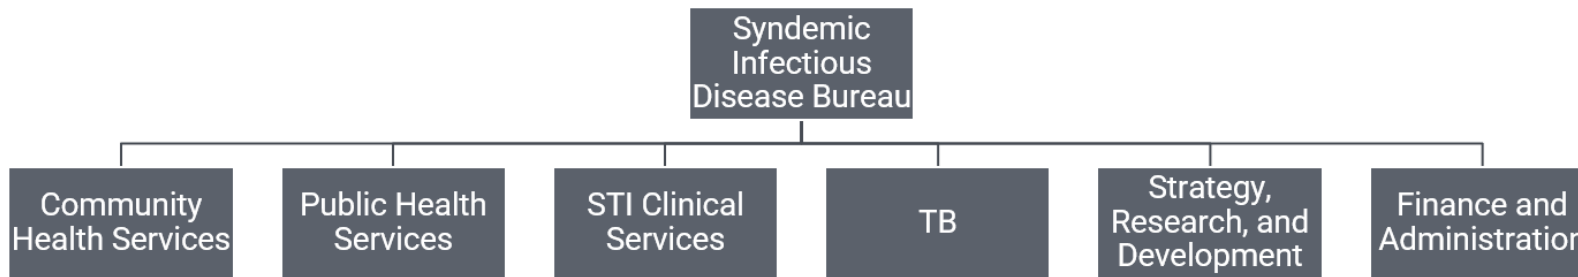 Syndemic
Infectious
Disease Bureau
Community
Health Services
Public Health
Services
STI Clinical
Services
TB
Strategy,
Research, and
Development
Finance and
Administration